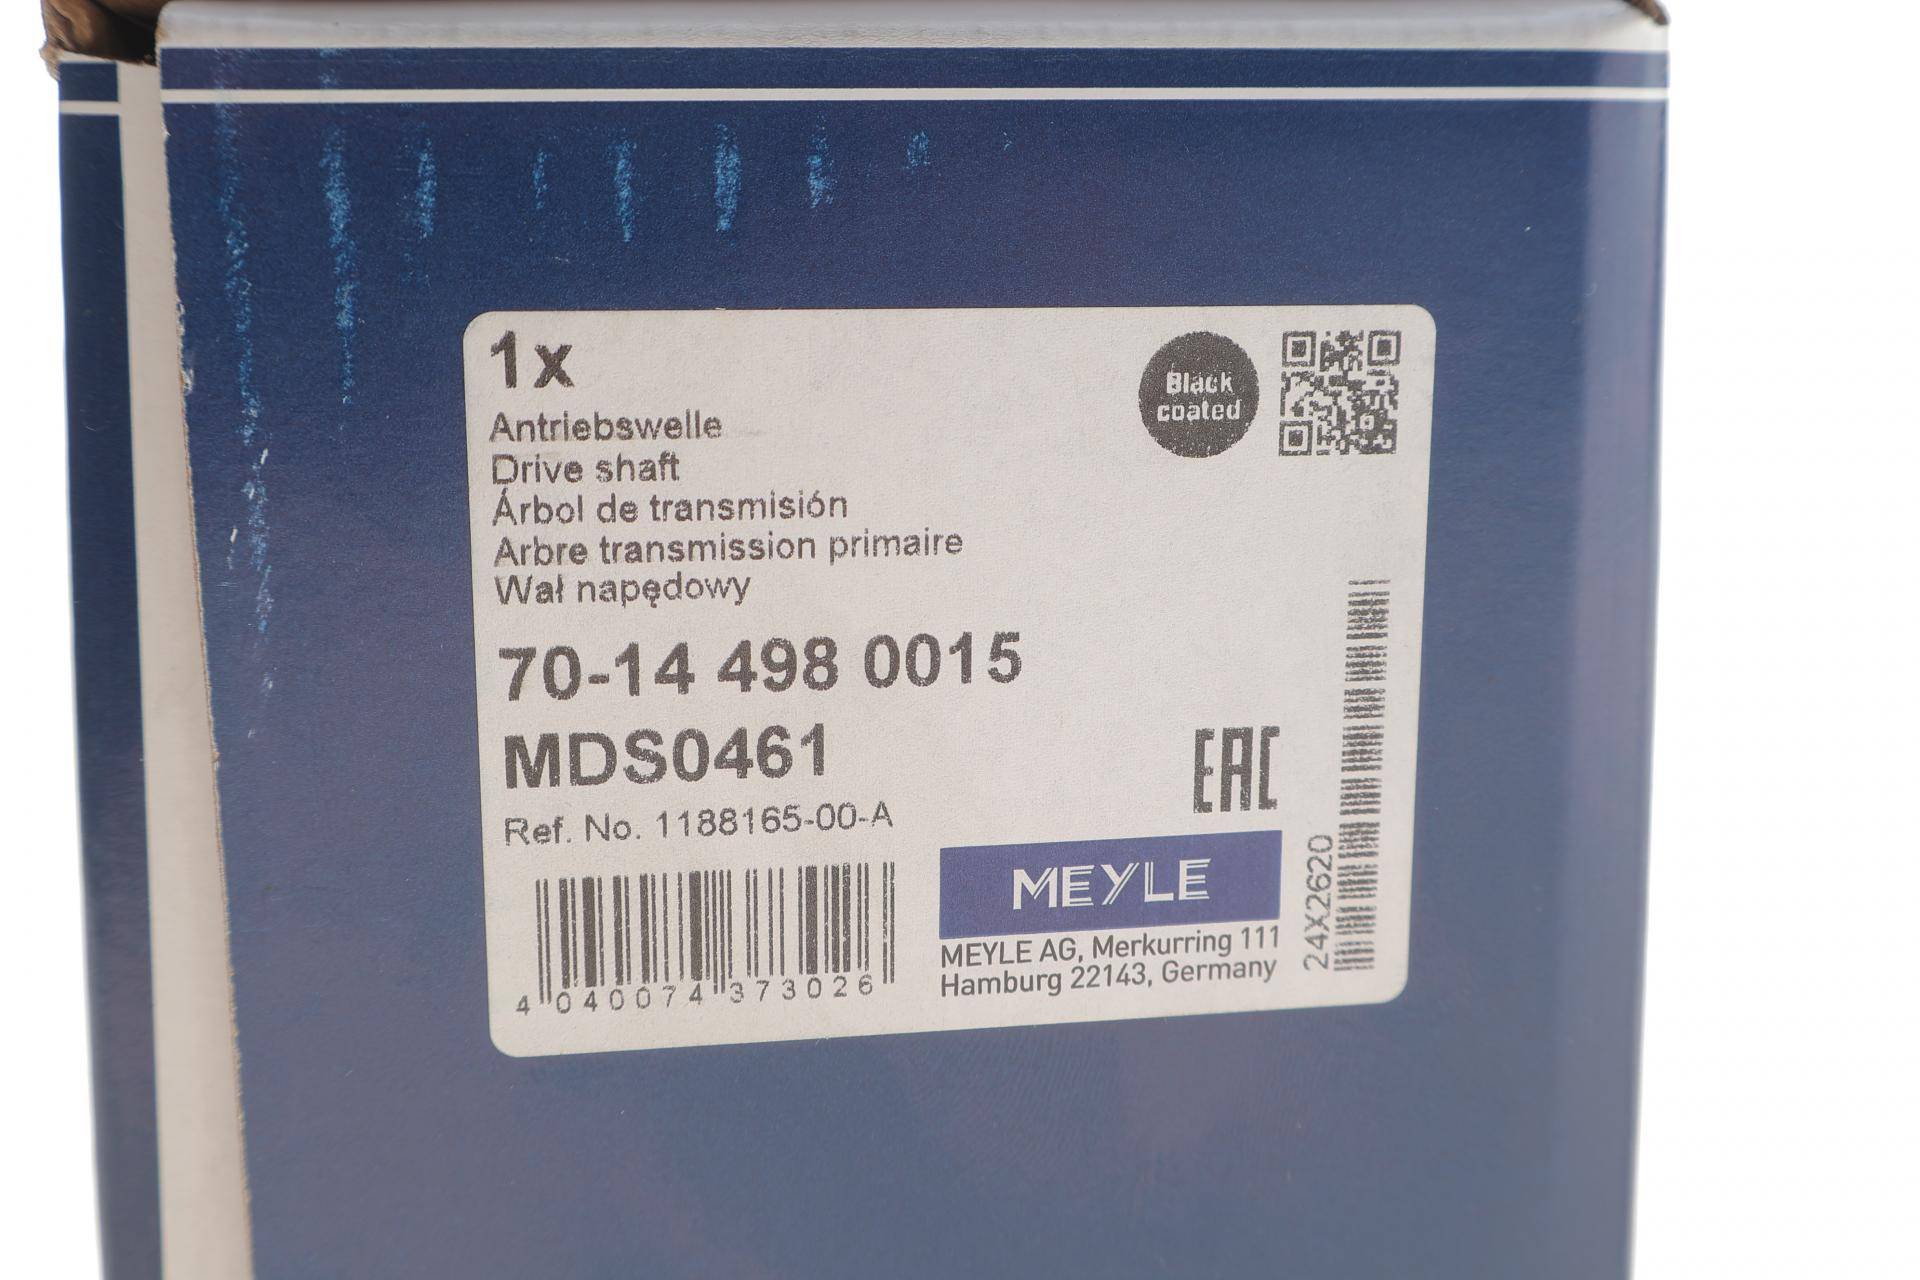 1x
Black
coated
Antriebswelle
Drive shaft
Árbol de transmisión
Arbre transmission primaire
Wał napędowy
70-14 498 0015
MDS0461
Ref. No. 1188165-00-A
EAC
4 040074 373026
MEYLE
MEYLE AG, Merkurring 111
Hamburg 22143, Germany
24X2620